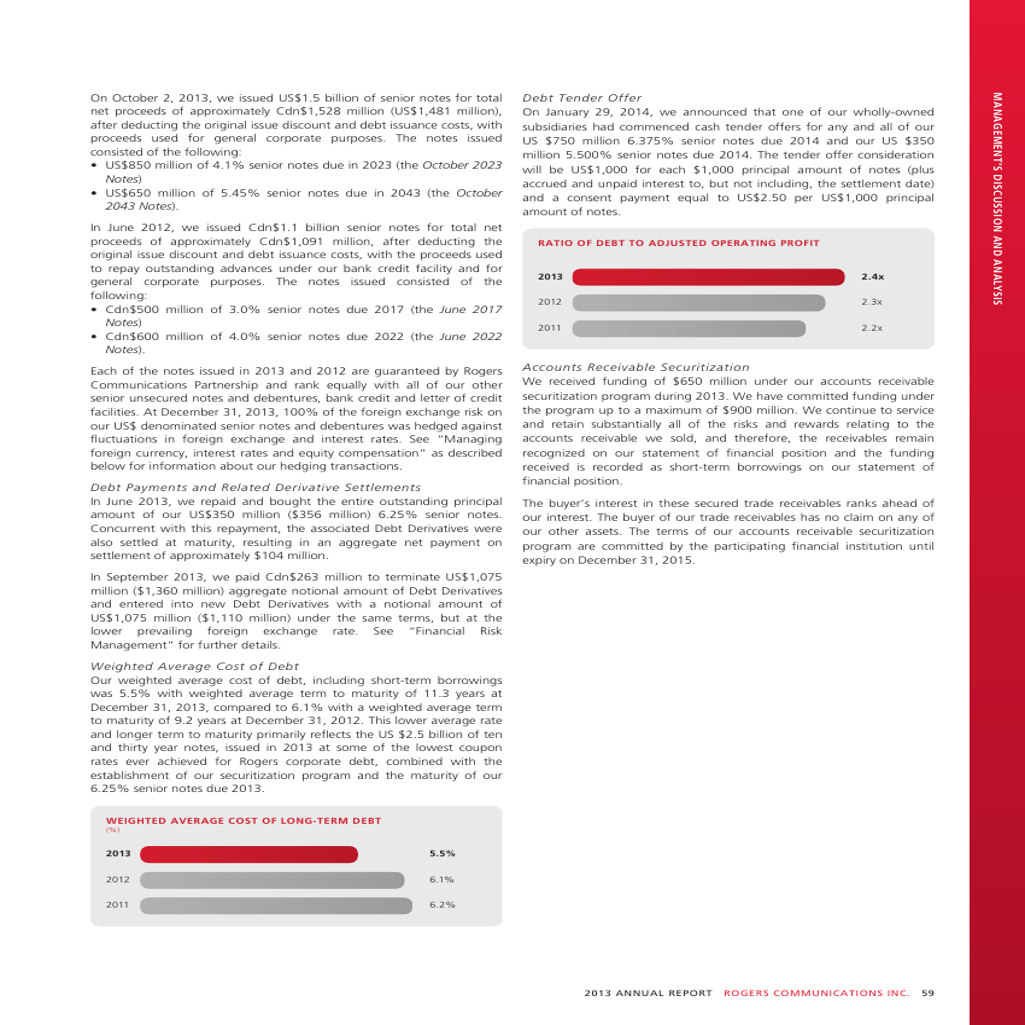 On October 2, 2013, we issued US$1.5 billion of senior notes for total
net proceeds of approximately Cdn$1,528 million (US$1,481 million),
after deducting the original issue discount and debt issuance costs, with
proceeds used for general corporate purposes. The notes issued
consisted of the following:
• US$850 million of 4.1% senior notes due in 2023 (the October 2023
Notes)
• US$650 million of 5.45% senior notes due in 2043 (the October
2043 Notes).
In June 2012, we issued Cdn$1.1 billion senior notes for total net
proceeds of approximately Cdn$1,091 million, after deducting the
original issue discount and debt issuance costs, with the proceeds used
to repay outstanding advances under our bank credit facility and for
general corporate purposes. The notes issued consisted of the
following:
• Cdn$500 million of 3.0% senior notes due 2017 (the June 2017
Notes)
• Cdn$600 million of 4.0% senior notes due 2022 (the June 2022
Notes).
Each of the notes issued in 2013 and 2012 are guaranteed by Rogers
Communications Partnership and rank equally with all of our other
senior unsecured notes and debentures, bank credit and letter of credit
facilities. At December 31, 2013, 100% of the foreign exchange risk on
our US$ denominated senior notes and debentures was hedged against
fluctuations in foreign exchange and interest rates. See “Managing
foreign currency, interest rates and equity compensation” as described
below for information about our hedging transactions.
Debt Payments and Related Derivative Settlements
In June 2013, we repaid and bought the entire outstanding principal
amount of our US$350 million ($356 million) 6.25% senior notes.
Concurrent with this repayment, the associated Debt Derivatives were
also settled at maturity, resulting in an aggregate net payment on
settlement of approximately $104 million.
In September 2013, we paid Cdn$263 million to terminate US$1,075
million ($1,360 million) aggregate notional amount of Debt Derivatives
and entered into new Debt Derivatives with a notional amount of
US$1,075 million ($1,110 million) under the same terms, but at the
lower prevailing foreign exchange rate. See “Financial Risk
Management” for further details.
Weighted Average Cost of Debt
Our weighted average cost of debt, including short-term borrowings
was 5.5% with weighted average term to maturity of 11.3 years at
December 31, 2013, compared to 6.1% with a weighted average term
to maturity of 9.2 years at December 31, 2012. This lower average rate
and longer term to maturity primarily reflects the US $2.5 billion of ten
and thirty year notes, issued in 2013 at some of the lowest coupon
rates ever achieved for Rogers corporate debt, combined with the
establishment of our securitization program and the maturity of our
6.25% senior notes due 2013.
WEIGHTED AVERAGE COST OF LONG-TERM DEBT
(%)
2013 5.5%
2012 6.1%
2011 6.2%
Debt Tender Offer
On January 29, 2014, we announced that one of our wholly-owned
subsidiaries had commenced cash tender offers for any and all of our
US $750 million 6.375% senior notes due 2014 and our US $350
million 5.500% senior notes due 2014. The tender offer consideration
will be US$1,000 for each $1,000 principal amount of notes (plus
accrued and unpaid interest to, but not including, the settlement date)
and a consent payment equal to US$2.50 per US$1,000 principal
amount of notes.
RATIO OF DEBT TO ADJUSTED OPERATING PROFIT
2013 2.4x
2012 2.3x
2011 2.2x
Accounts Receivable Securitization
We received funding of $650 million under our accounts receivable
securitization program during 2013. We have committed funding under
the program up to a maximum of $900 million. We continue to service
and retain substantially all of the risks and rewards relating to the
accounts receivable we sold, and therefore, the receivables remain
recognized on our statement of financial position and the funding
received is recorded as short-term borrowings on our statement of
financial position.
The buyer’s interest in these secured trade receivables ranks ahead of
our interest. The buyer of our trade receivables has no claim on any of
our other assets. The terms of our accounts receivable securitization
program are committed by the participating financial institution until
expiry on December 31, 2015.
MANAGEMENT’S DISCUSSION AND ANALYSIS
2013 ANNUAL REPORT ROGERS COMMUNICATIONS INC. 59